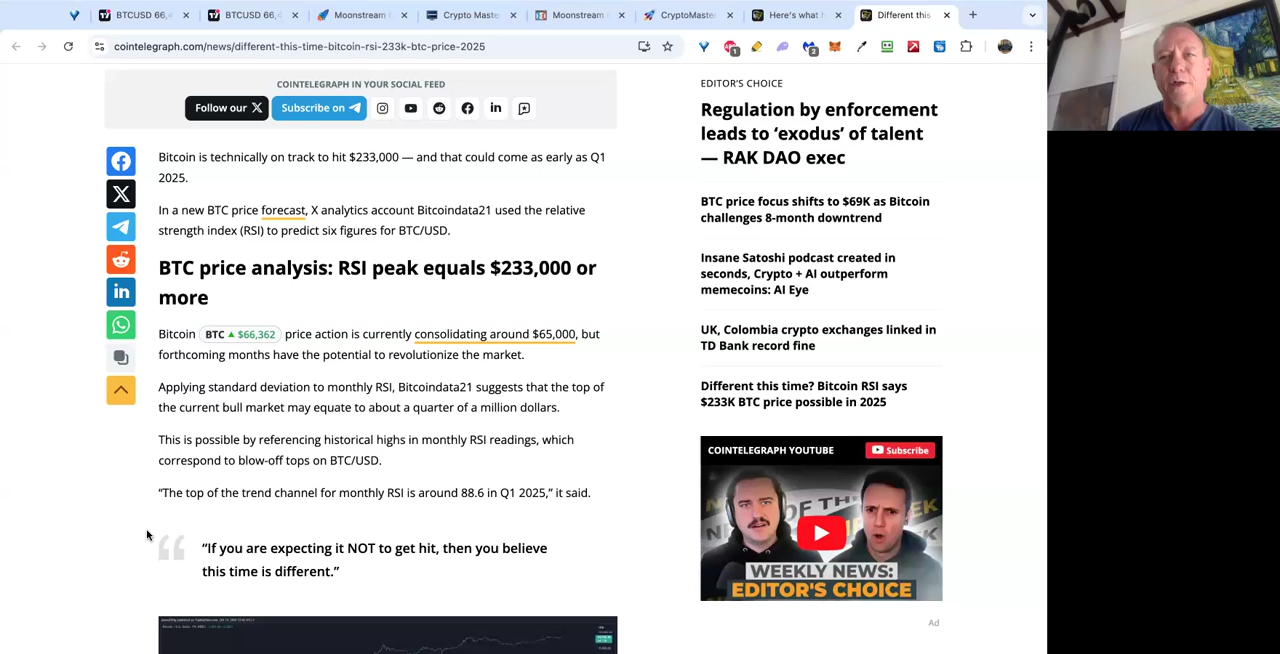 BTCUSD 66,4
BTCUSD 66,4
Moonstream
Crypto Maste
Moonstream
CryptoMaster
Here's what h
Different this
cointelegraph.com/news/different-this-time-bitcoin-rsi-233k-btc-price-2025
1
2
COINTELEGRAPH IN YOUR SOCIAL FEED
Follow our X
Subscribe on
Bitcoin is technically on track to hit $233,000 — and that could come as early as Q1
2025.
In a new BTC price forecast, X analytics account Bitcoindata21 used the relative
strength index (RSI) to predict six figures for BTC/USD.
BTC price analysis: RSI peak equals $233,000 or
more
Bitcoin BTC ▲ $66,362 price action is currently consolidating around $65,000, but
forthcoming months have the potential to revolutionize the market.
Applying standard deviation to monthly RSI, Bitcoindata21 suggests that the top of
the current bull market may equate to about a quarter of a million dollars.
This is possible by referencing historical highs in monthly RSI readings, which
correspond to blow-off tops on BTC/USD.
“The top of the trend channel for monthly RSI is around 88.6 in Q1 2025,” it said.
“If you are expecting it NOT to get hit, then you believe
this time is different.”
EDITOR'S CHOICE
Regulation by enforcement
leads to ‘exodus’ of talent
— RAK DAO exec
BTC price focus shifts to $69K as Bitcoin
challenges 8-month downtrend
Insane Satoshi podcast created in
seconds, Crypto + AI outperform
memecoins: AI Eye
UK, Colombia crypto exchanges linked in
TD Bank record fine
Different this time? Bitcoin RSI says
$233K BTC price possible in 2025
COINTELEGRAPH YOUTUBE
Subscribe
WEEKLY NEWS:
EDITOR'S CHOICE
Ad